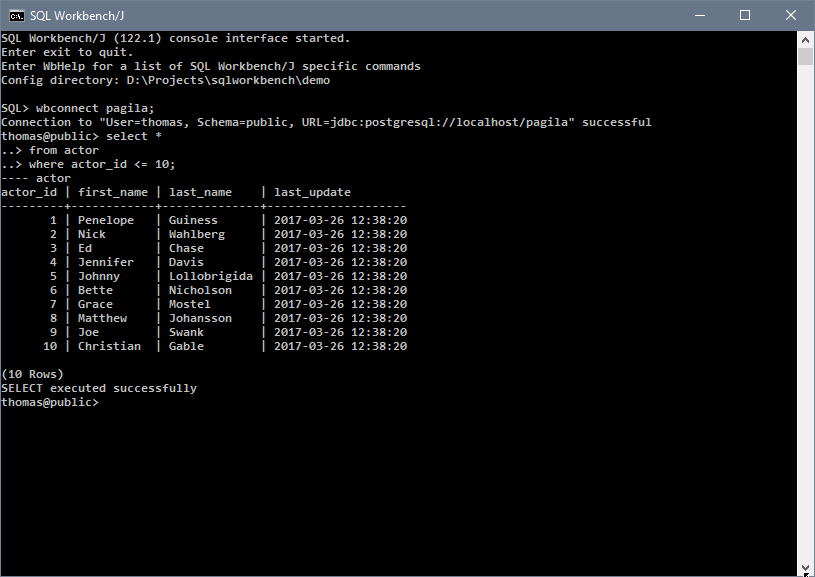 SQL Workbench/J
SQL Workbench/J (122.1) console interface started.
Enter exit to quit.
Enter WbHelp for a list of SQL Workbench/J specific commands
Config directory: D:\Projects\sqlworkbench\demo
SQL> wbconnect pagila;
Connection to "User=thomas, Schema=public, URL=jdbc:postgresql://localhost/pagila" successful
thomas@public> select *
..> from actor
..> where actor_id <= 10;
---- actor
actor_id | first_name | last_name    | last_update
---------+------------+--------------+--------------------
       1 | Penelope   | Guiness      | 2017-03-26 12:38:20
       2 | Nick       | Wahlberg     | 2017-03-26 12:38:20
       3 | Ed         | Chase        | 2017-03-26 12:38:20
       4 | Jennifer   | Davis        | 2017-03-26 12:38:20
       5 | Johnny     | Lollobrigida | 2017-03-26 12:38:20
       6 | Bette      | Nicholson    | 2017-03-26 12:38:20
       7 | Grace      | Mostel       | 2017-03-26 12:38:20
       8 | Matthew    | Johansson    | 2017-03-26 12:38:20
       9 | Joe        | Swank        | 2017-03-26 12:38:20
      10 | Christian  | Gable        | 2017-03-26 12:38:20
(10 Rows)
SELECT executed successfully
thomas@public>